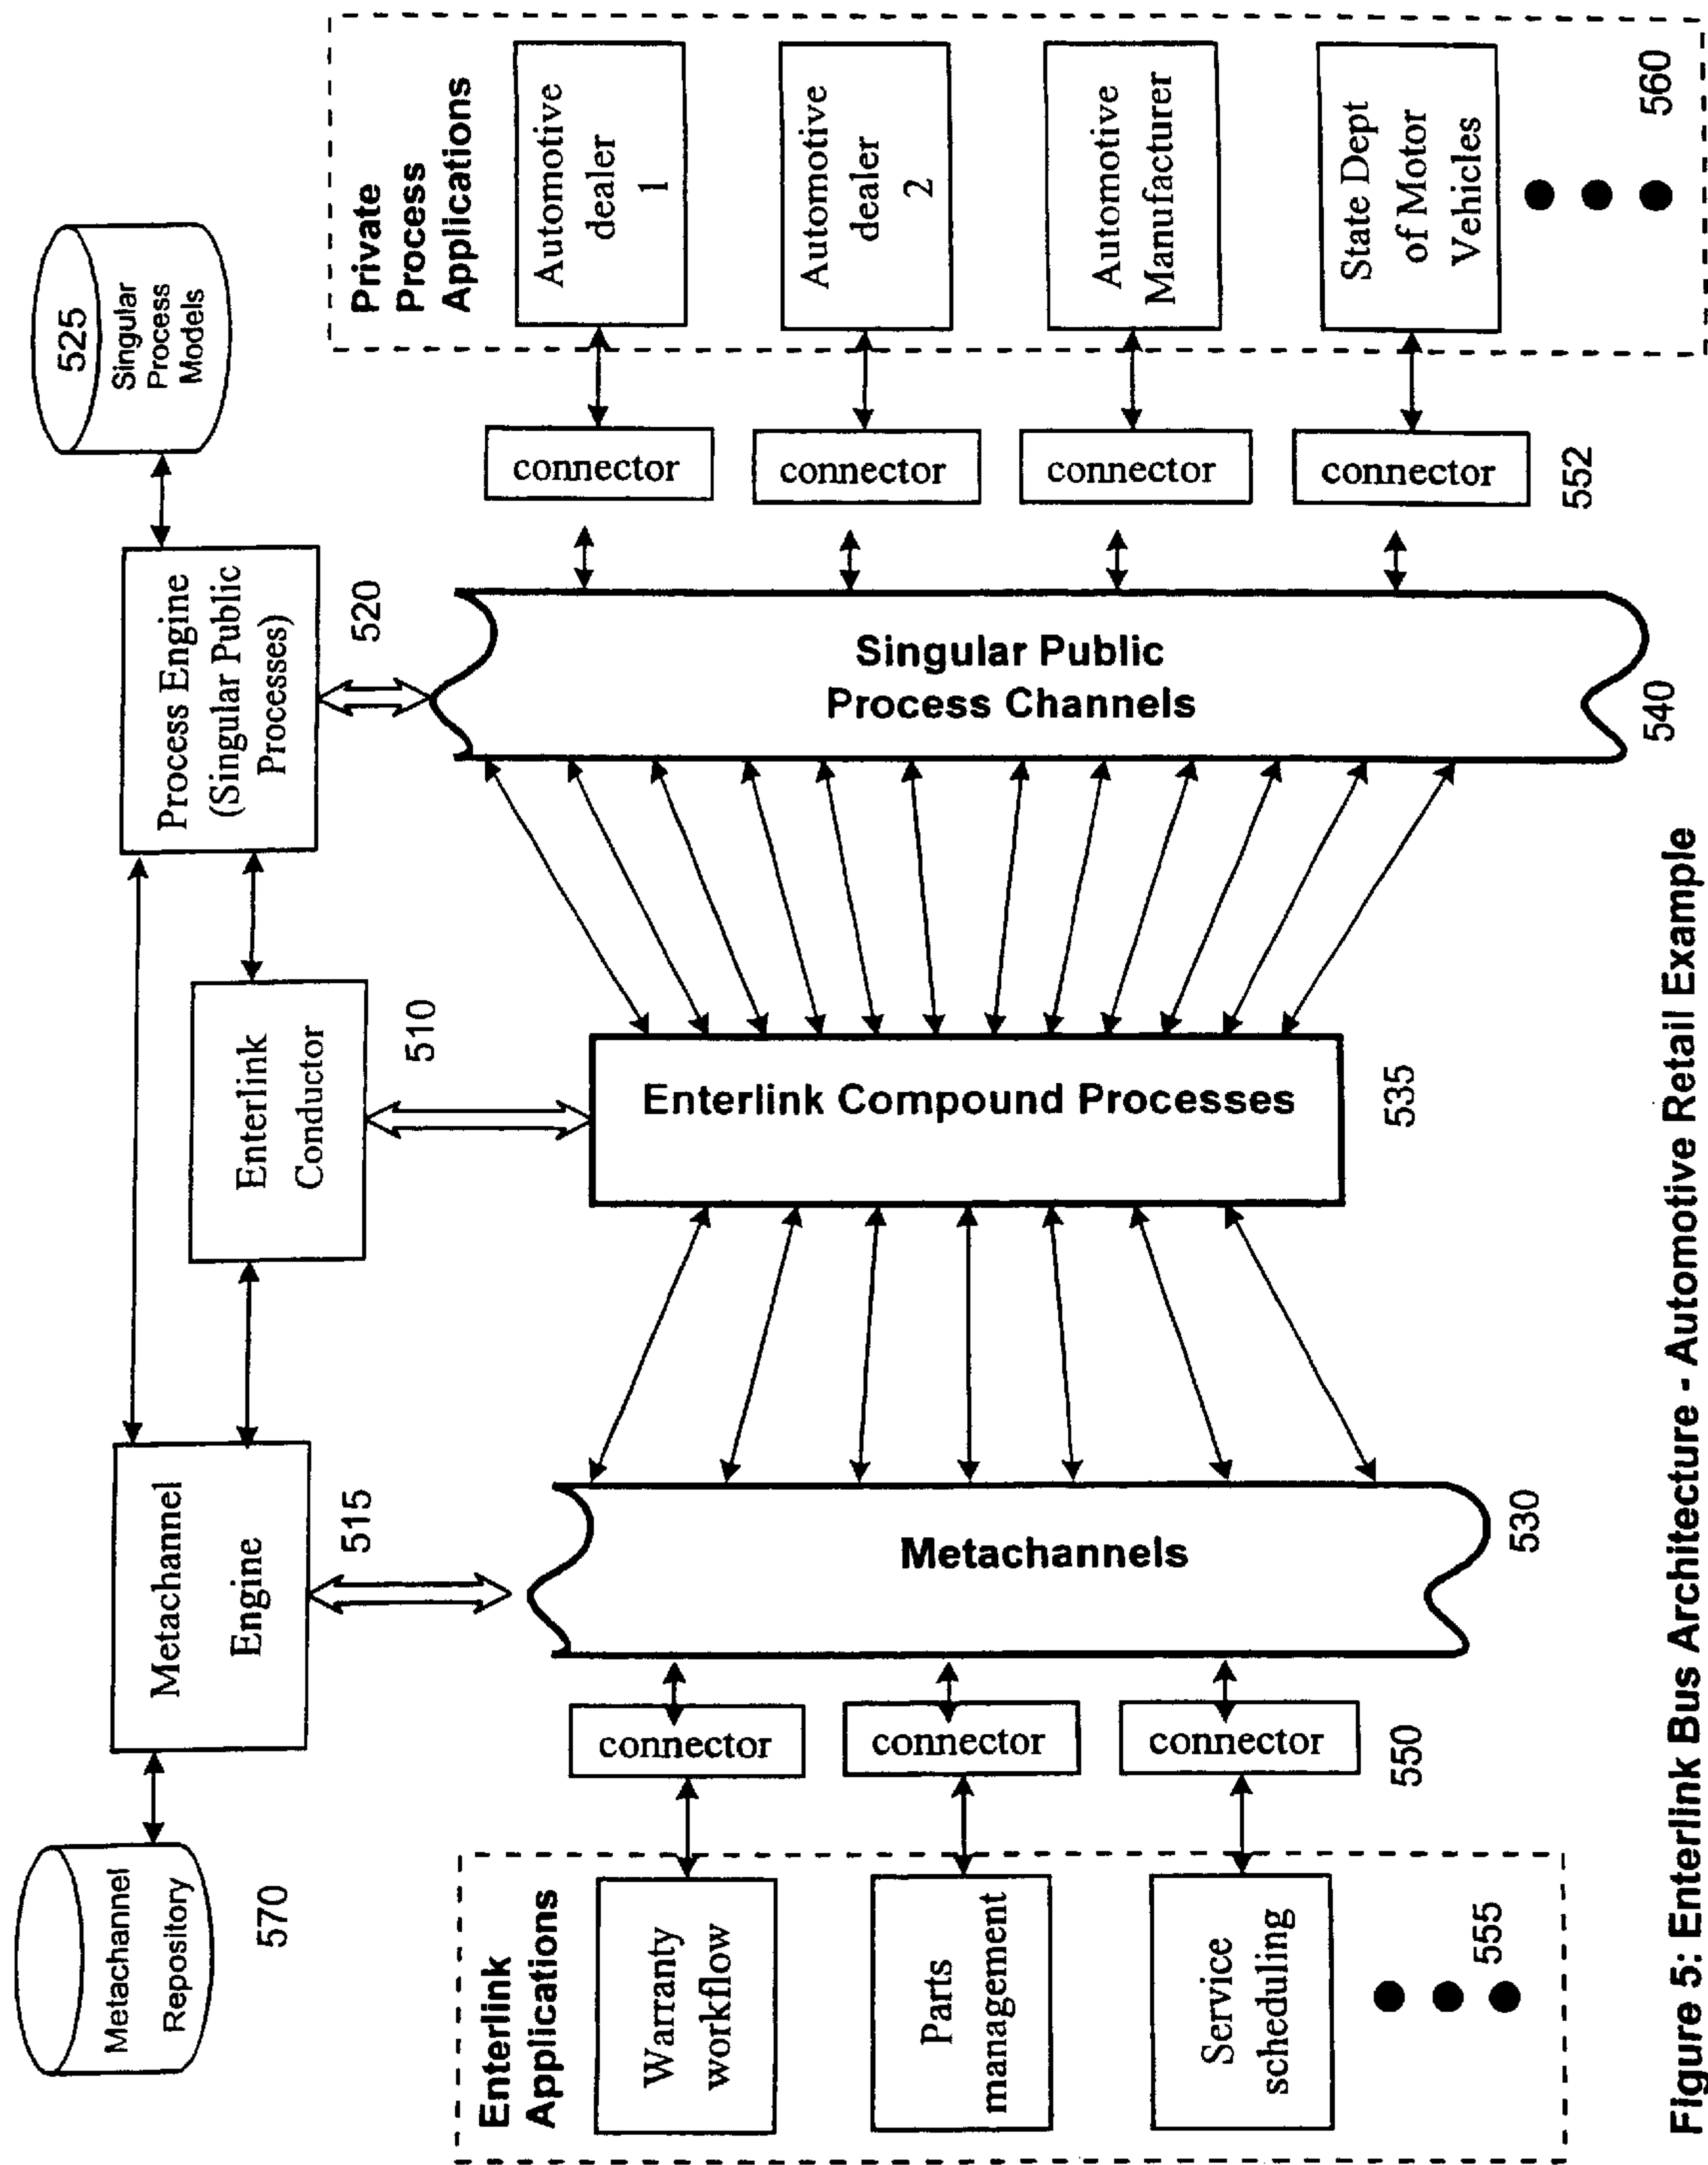 Metachannel
Repository
570
Metachannel
Engine
515
Enterlink
Conductor
510
Process Engine
(Singular Public
Processes)
520
525
Singular
Process
Models
Enterlink
Applications
Warranty
workflow
Parts
management
Service
scheduling
555
connector
connector
connector
550
Metachannels
530
Enterlink Compound Processes
535
Singular Public
Process Channels
540
connector
connector
connector
connector
552
Private
Process
Applications
Automotive
dealer
1
Automotive
dealer
2
Automotive
Manufacturer
State Dept
of Motor
Vehicles
560
Figure 5: Enterlink Bus Architecture - Automotive Retail Example